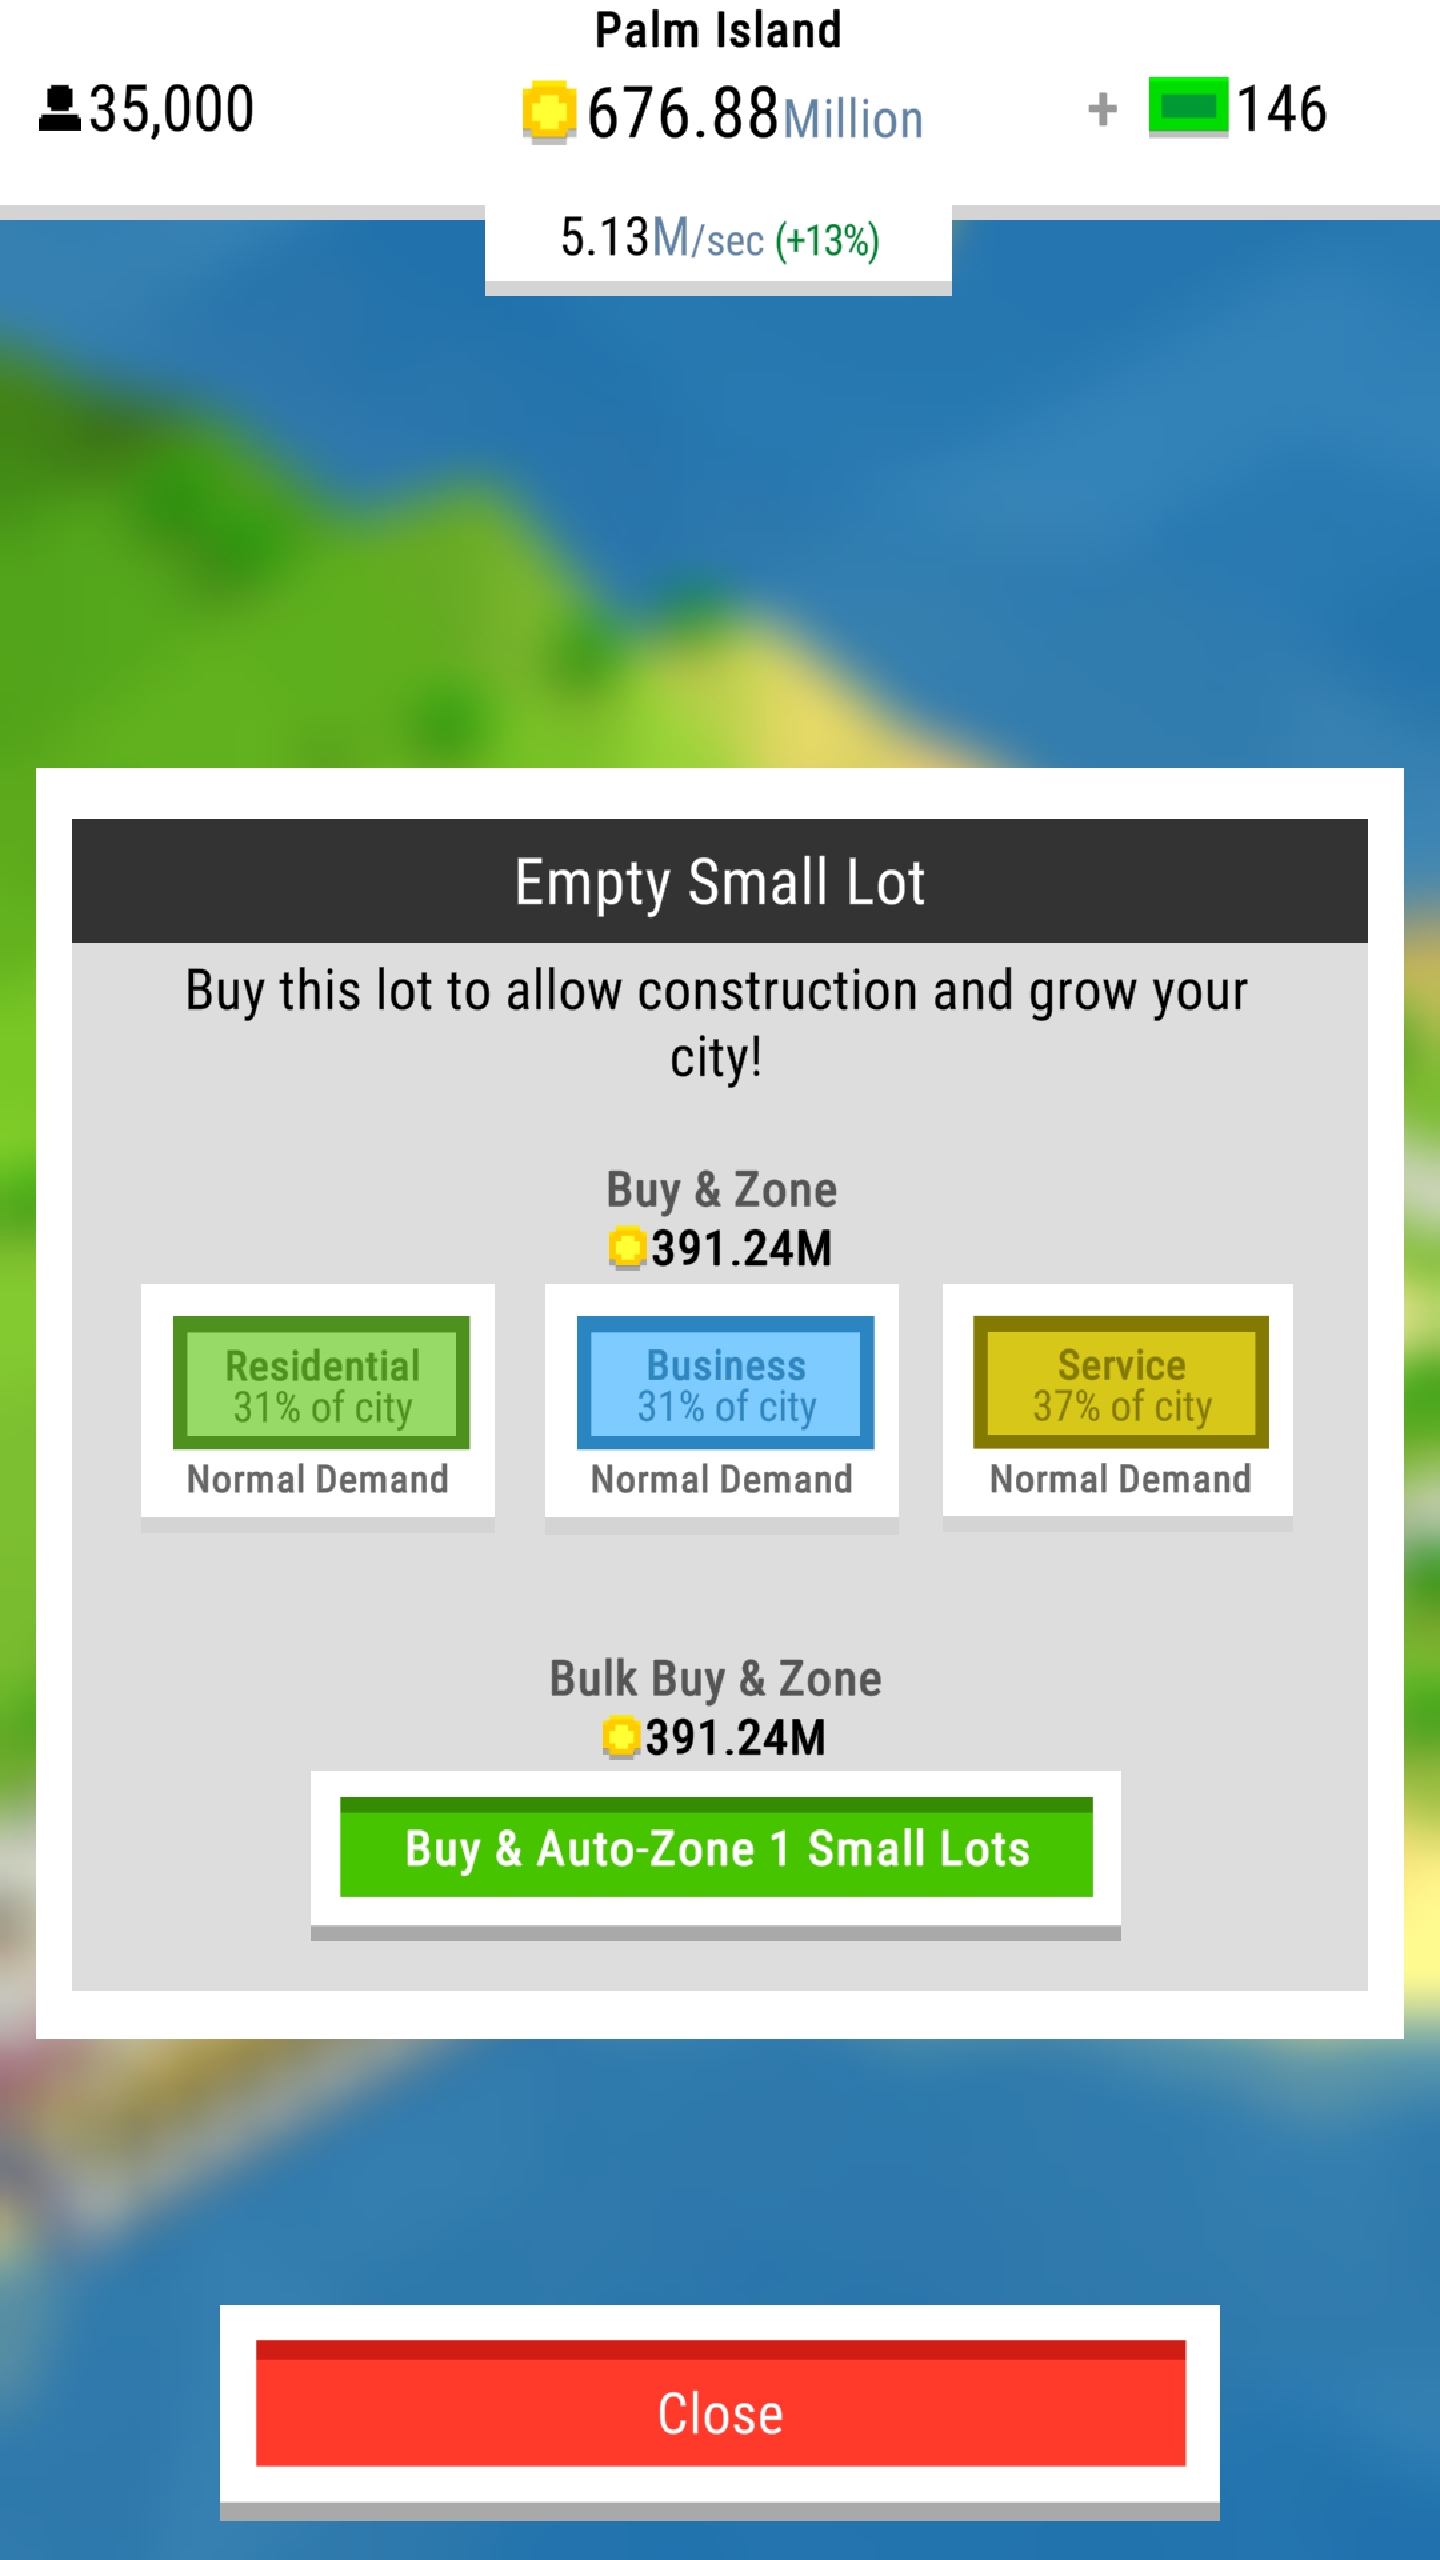 Palm Island
35,000
676.88Million
+ 146
5.13M/sec (+13%)
Empty Small Lot
Buy this lot to allow construction and grow your
city!
Buy & Zone
391.24M
Residential
31% of city
Normal Demand
Business
31% of city
Normal Demand
Service
37% of city
Normal Demand
Bulk Buy & Zone
391.24M
Buy & Auto-Zone 1 Small Lots
Close